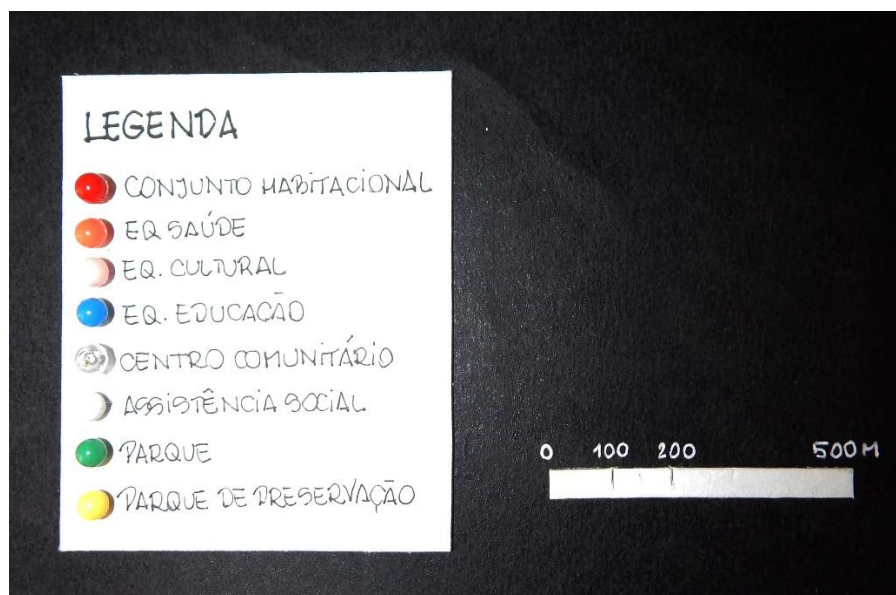 LEGENDA
CONJUNTO HABITACIONAL
EQ SAÚDE
EQ. CULTURAL
EQ. EDUCAÇÃO
CENTRO COMUNITÁRIO
ASSISTÊNCIA SOCIAL
PARQUE
PARQUE DE PRESERVAÇÃO
0 100 200 500M